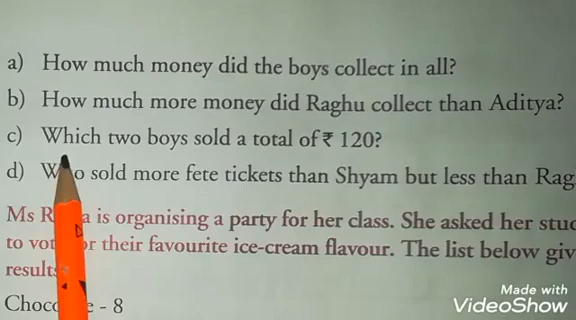 a) How much money did the boys collect in all?
b) How much more money did Raghu collect than Aditya?
c) Which two boys sold a total of ₹ 120?
d) sold more fete tickets than Shyam but less than Rag
Ms is organising a party for her class. She asked her stud
to their favourite ice-cream flavour. The list below giv
result
- 8
Made with
VideoShow